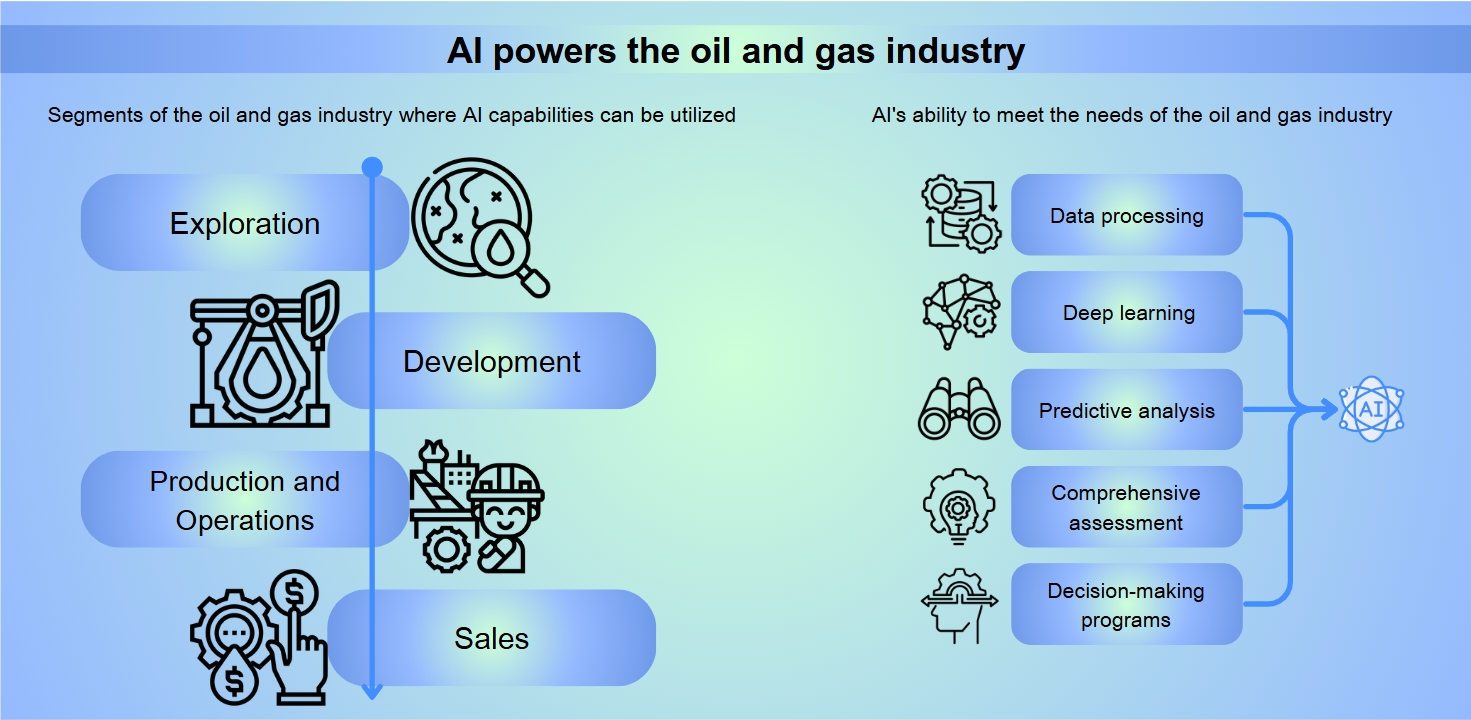 AI powers the oil and gas industry
Segments of the oil and gas industry where AI capabilities can be utilized
Exploration
Development
Production and
Operations
$
$
Sales
AI's ability to meet the needs of the oil and gas industry
Data processing
Deep learning
Predictive analysis
Comprehensive
assessment
Decision-making
programs
AI